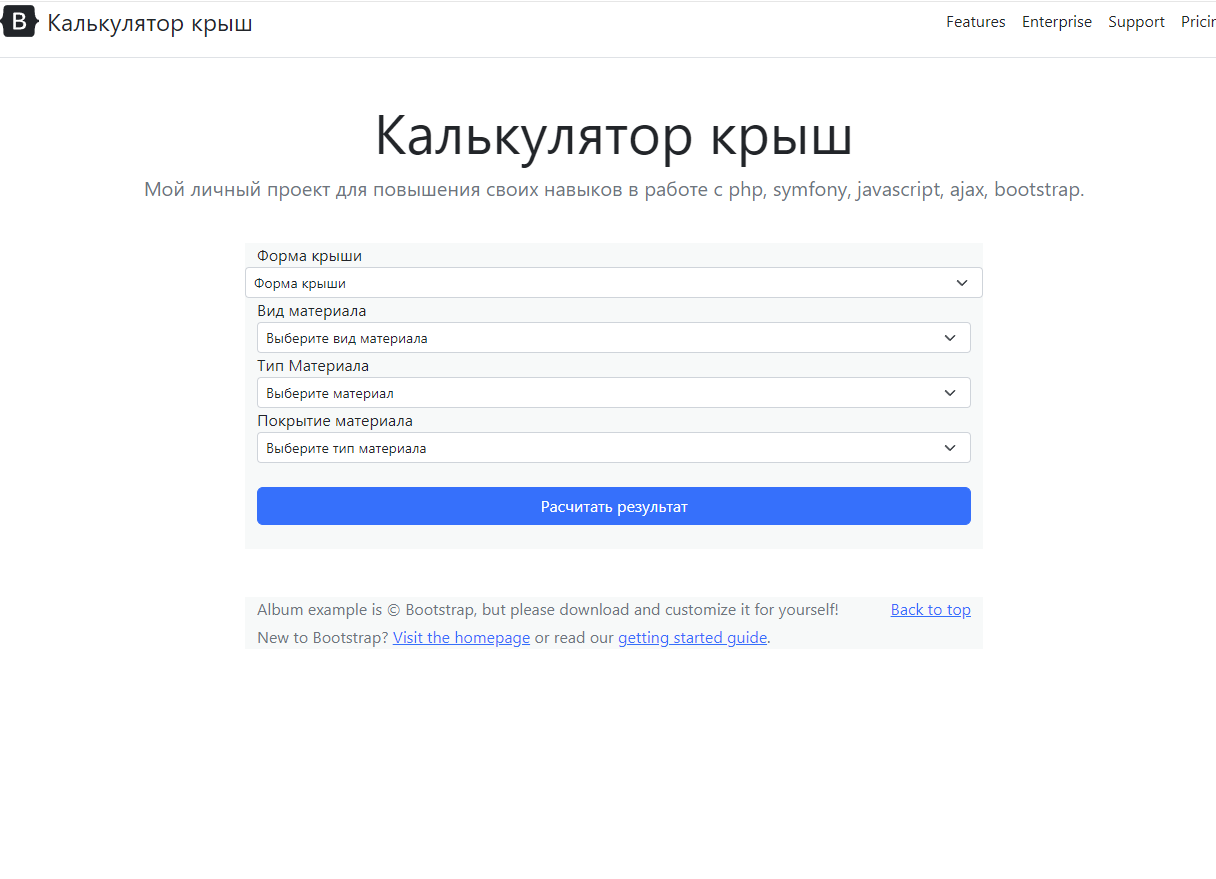 B Калькулятор крыш Features Enterprise Support Pricin
Калькулятор крыш
Мой личный проект для повышения своих навыков в работе с php, symfony, javascript, ajax, bootstrap.
Форма крыши
Форма крыши
Вид материала
Выберите вид материала
Тип Материала
Выберите материал
Покрытие материала
Выберите тип материала
Расчитать результат
Album example is © Bootstrap, but please download and customize it for yourself! Back to top
New to Bootstrap? Visit the homepage or read our getting started guide.